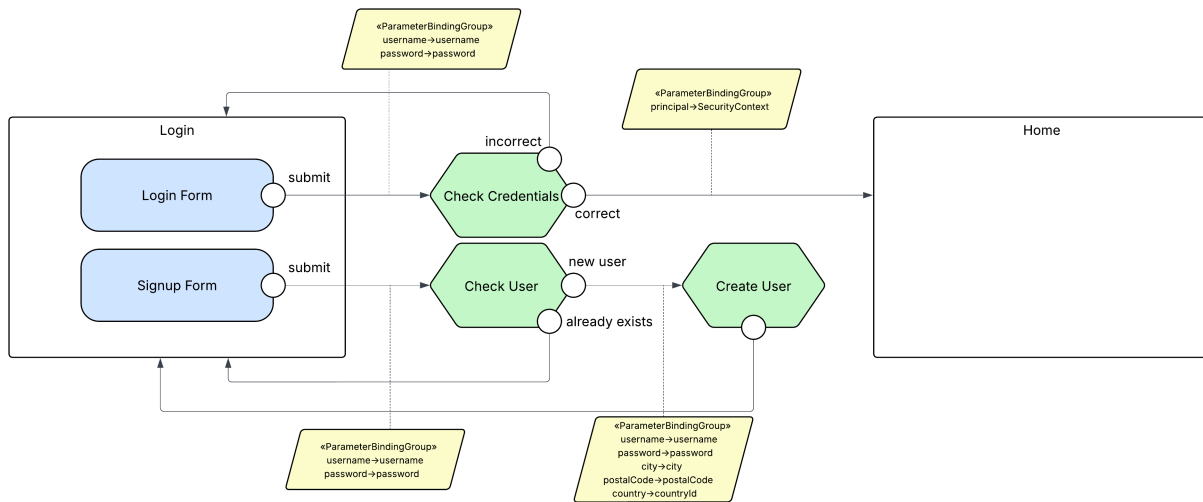 «ParameterBindingGroup»
username→username
password→password
«ParameterBindingGroup»
principal→SecurityContext
Login
Home
incorrect
Login Form
submit
Check Credentials
correct
Signup Form
submit
Check User
new user
already exists
Create User
«ParameterBindingGroup»
username→username
password→password
«ParameterBindingGroup»
username→username
password→password
city→city
postalCode→postalCode
country→countryId